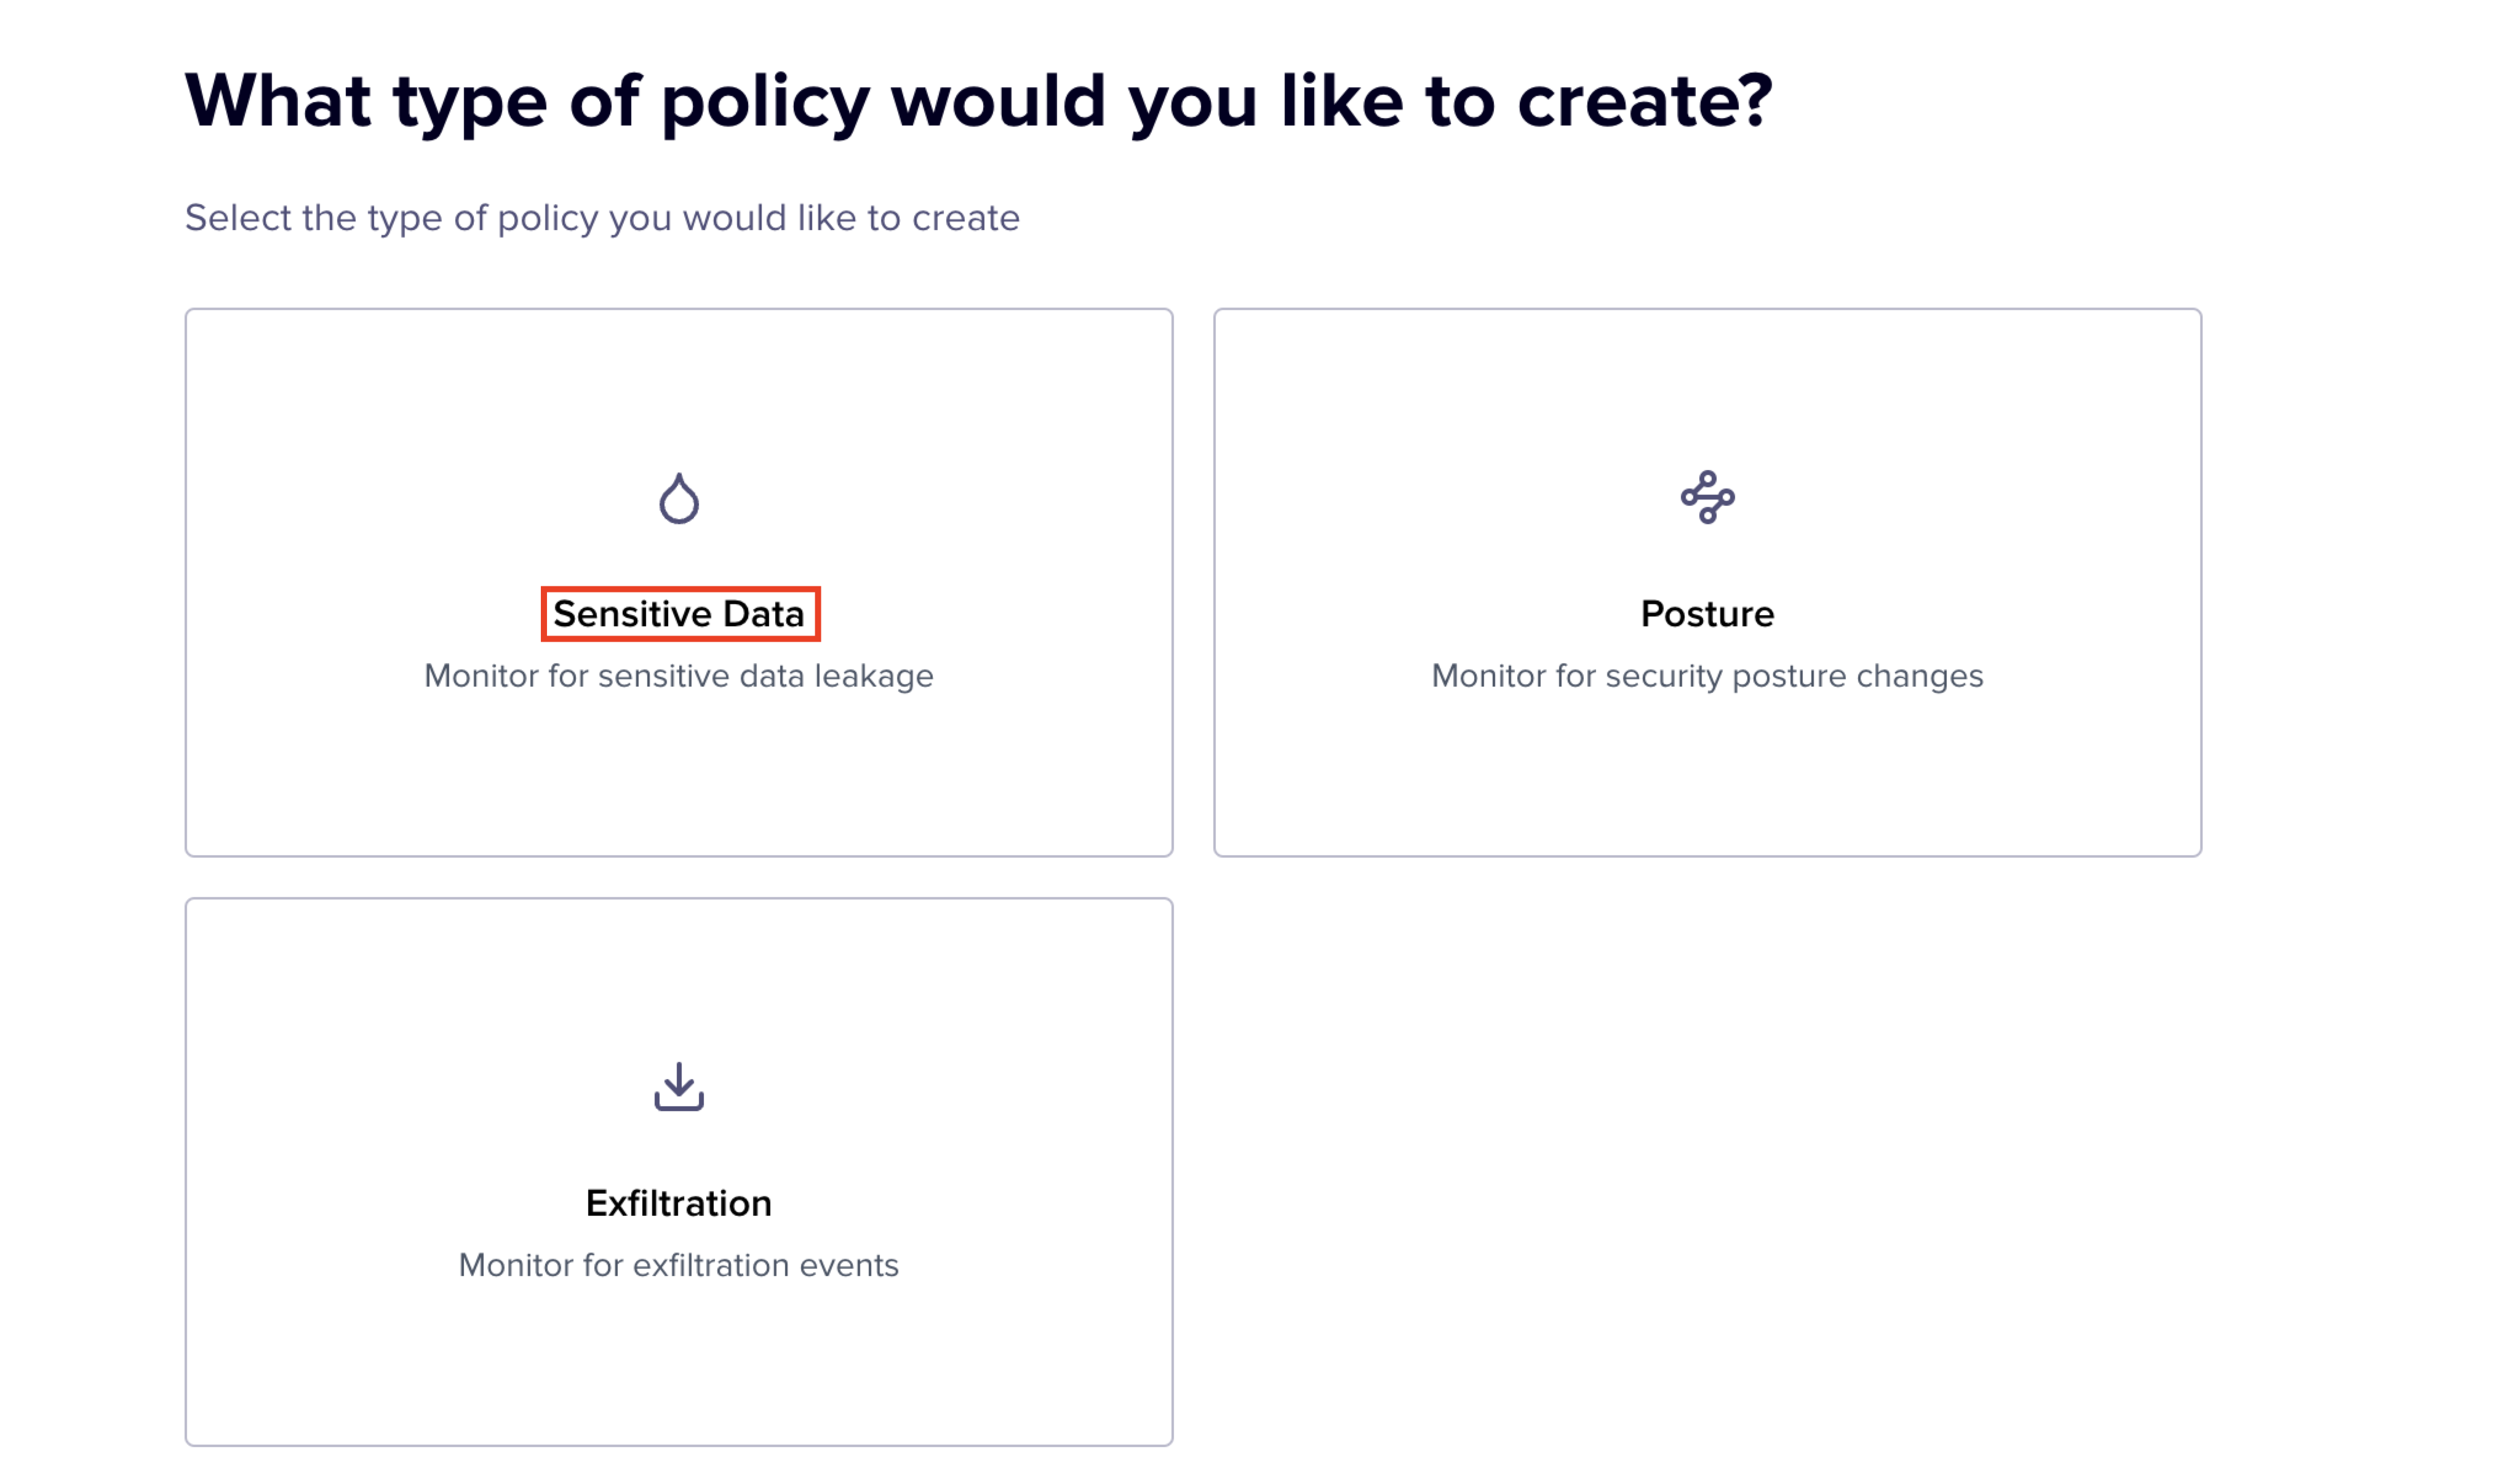 What type of policy would you like to create?
Select the type of policy you would like to create
Sensitive Data
Monitor for sensitive data leakage
Posture
Monitor for security posture changes
Exfiltration
Monitor for exfiltration events